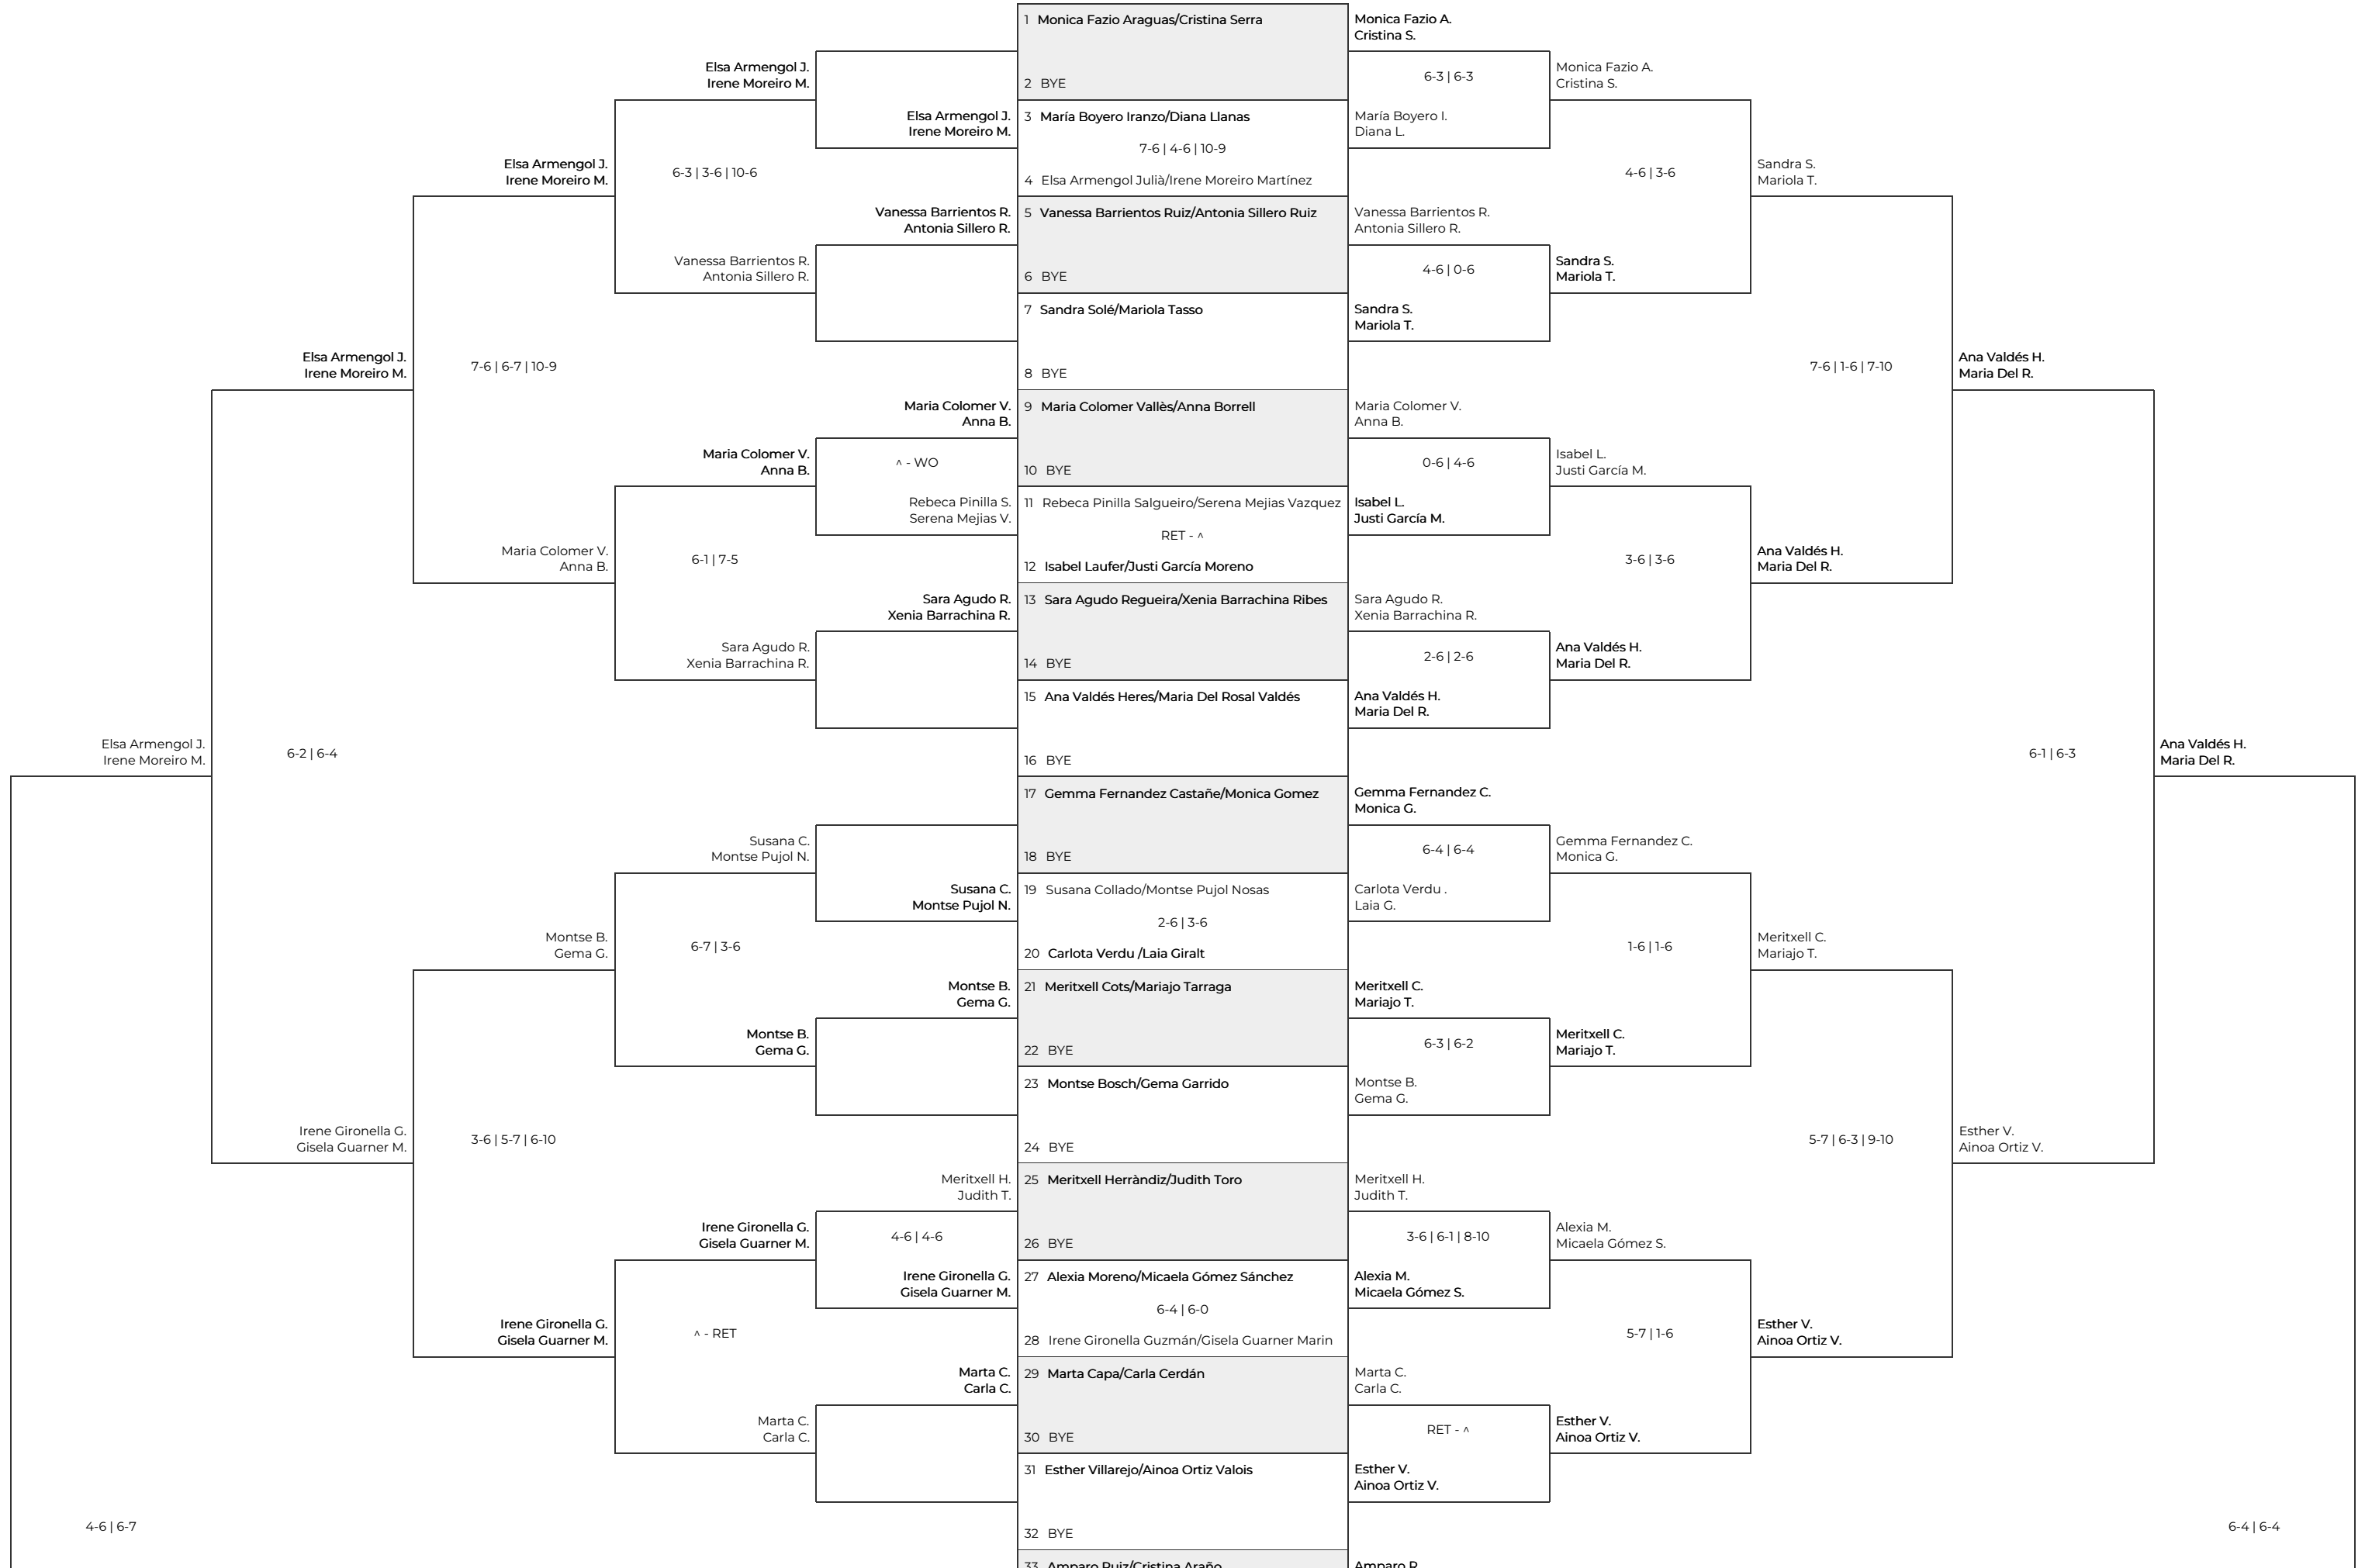 1 Monica Fazio Araguas/Cristina Serra
Monica Fazio A.
Cristina S.
Elsa Armengol J.
Irene Moreiro M.
2 BYE
6-3 | 6-3
Monica Fazio A.
Cristina S.
Elsa Armengol J.
Irene Moreiro M.
3 María Boyero Iranzo/Diana Llanas
María Boyero I.
Diana L.
7-6 | 4-6 | 10-9
Elsa Armengol J.
Irene Moreiro M.
6-3 | 3-6 | 10-6
4 Elsa Armengol Julià/Irene Moreiro Martínez
4-6 | 3-6
Sandra S.
Mariola T.
Vanessa Barrientos R.
Antonia Sillero R.
5 Vanessa Barrientos Ruiz/Antonia Sillero Ruiz
Vanessa Barrientos R.
Antonia Sillero R.
Vanessa Barrientos R.
Antonia Sillero R.
6 BYE
4-6 | 0-6
Sandra S.
Mariola T.
7 Sandra Solé/Mariola Tasso
Sandra S.
Mariola T.
Elsa Armengol J.
Irene Moreiro M.
7-6 | 6-7 | 10-9
8 BYE
7-6 | 1-6 | 7-10
Ana Valdés H.
Maria Del R.
Maria Colomer V.
Anna B.
9 Maria Colomer Vallès/Anna Borrell
Maria Colomer V.
Anna B.
Maria Colomer V.
Anna B.
^ - WO
10 BYE
0-6 | 4-6
Isabel L.
Justi García M.
Rebeca Pinilla S.
Serena Mejias V.
11 Rebeca Pinilla Salgueiro/Serena Mejias Vazquez
Isabel L.
Justi García M.
RET - ^
Maria Colomer V.
Anna B.
6-1 | 7-5
12 Isabel Laufer/Justi García Moreno
3-6 | 3-6
Ana Valdés H.
Maria Del R.
Sara Agudo R.
Xenia Barrachina R.
13 Sara Agudo Regueira/Xenia Barrachina Ribes
Sara Agudo R.
Xenia Barrachina R.
Sara Agudo R.
Xenia Barrachina R.
14 BYE
2-6 | 2-6
Ana Valdés H.
Maria Del R.
15 Ana Valdés Heres/Maria Del Rosal Valdés
Ana Valdés H.
Maria Del R.
Elsa Armengol J.
Irene Moreiro M.
6-2 | 6-4
16 BYE
6-1 | 6-3
Ana Valdés H.
Maria Del R.
17 Gemma Fernandez Castañe/Monica Gomez
Gemma Fernandez C.
Monica G.
Susana C.
Montse Pujol N.
18 BYE
6-4 | 6-4
Gemma Fernandez C.
Monica G.
Susana C.
Montse Pujol N.
19 Susana Collado/Montse Pujol Nosas
Carlota Verdu .
Laia G.
2-6 | 3-6
Montse B.
Gema G.
6-7 | 3-6
20 Carlota Verdu /Laia Giralt
1-6 | 1-6
Meritxell C.
Mariajo T.
Montse B.
Gema G.
21 Meritxell Cots/Mariajo Tarraga
Meritxell C.
Mariajo T.
Montse B.
Gema G.
22 BYE
6-3 | 6-2
Meritxell C.
Mariajo T.
23 Montse Bosch/Gema Garrido
Montse B.
Gema G.
Irene Gironella G.
Gisela Guarner M.
3-6 | 5-7 | 6-10
24 BYE
5-7 | 6-3 | 9-10
Esther V.
Ainoa Ortiz V.
Meritxell H.
Judith T.
25 Meritxell Herràndiz/Judith Toro
Meritxell H.
Judith T.
Irene Gironella G.
Gisela Guarner M.
4-6 | 4-6
26 BYE
3-6 | 6-1 | 8-10
Alexia M.
Micaela Gómez S.
Irene Gironella G.
Gisela Guarner M.
27 Alexia Moreno/Micaela Gómez Sánchez
Alexia M.
Micaela Gómez S.
6-4 | 6-0
Irene Gironella G.
Gisela Guarner M.
^ - RET
28 Irene Gironella Guzmán/Gisela Guarner Marin
5-7 | 1-6
Esther V.
Ainoa Ortiz V.
Marta C.
Carla C.
29 Marta Capa/Carla Cerdán
Marta C.
Carla C.
Marta C.
Carla C.
30 BYE
RET - ^
Esther V.
Ainoa Ortiz V.
31 Esther Villarejo/Ainoa Ortiz Valois
Esther V.
Ainoa Ortiz V.
4-6 | 6-7
32 BYE
6-4 | 6-4
33 Amparo Ruiz/Cristina Araño
Amparo R.